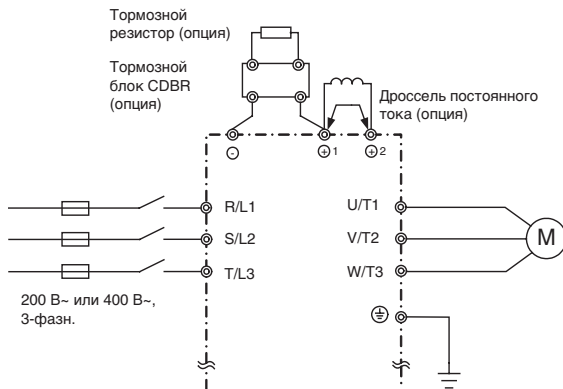 Тормозной
резистор (опция)
Тормозной
блок CDBR
(опция)
Дроссель постоянного
тока (опция)
- +1 +2
R/L1 U/T1
S/L2 V/T2 M
T/L3 W/T3
200 В~ или 400 В~,
3-фазн.